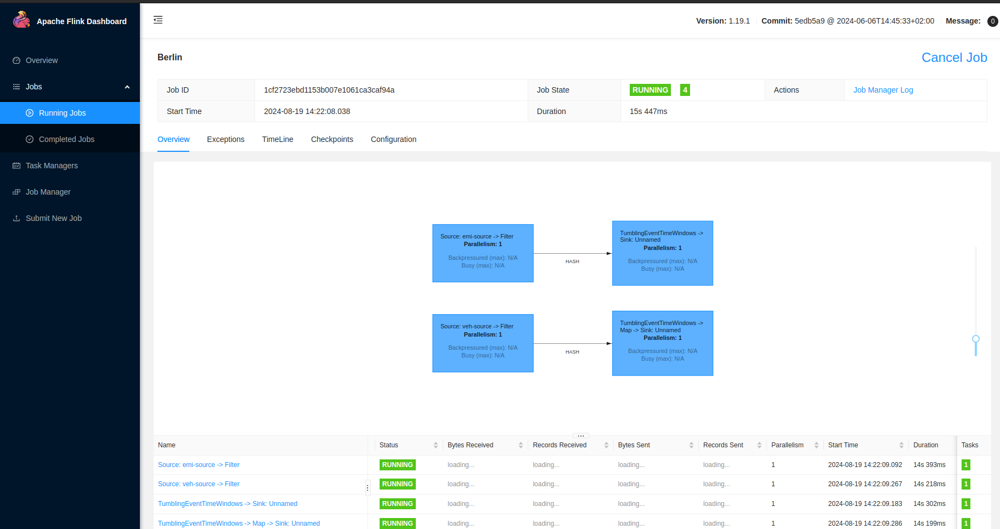 Apache Flink Dashboard
Version: 1.19.1 Commit: 5edb5a9 @ 2024-06-06T14:45:33+02:00 Message: 0
Overview
Jobs
Running Jobs
Completed Jobs
Task Managers
Job Manager
Submit New Job
Berlin
Cancel Job
Job ID 1cf2723ebd1153b007e1061ca3caf94a Job State RUNNING 4 Actions Job Manager Log
Start Time 2024-08-19 14:22:08.038 Duration 15s 447ms
Overview Exceptions TimeLine Checkpoints Configuration
Source: emi-source -> Filter
Parallelism: 1
Backpressured (max): N/A
Busy (max): N/A
HASH
TumblingEventTimeWindows ->
Sink: Unnamed
Parallelism: 1
Backpressured (max): N/A
Busy (max): N/A
Source: veh-source -> Filter
Parallelism: 1
Backpressured (max): N/A
Busy (max): N/A
HASH
TumblingEventTimeWindows ->
Map -> Sink: Unnamed
Parallelism: 1
Backpressured (max): N/A
Busy (max): N/A
Name Status Bytes Received Records Received Bytes Sent Records Sent Parallelism Start Time Duration Tasks
Source: emi-source -> Filter RUNNING loading... loading... loading... loading... 1 2024-08-19 14:22:09.092 14s 393ms 1
Source: veh-source -> Filter RUNNING loading... loading... loading... loading... 1 2024-08-19 14:22:09.267 14s 218ms 1
TumblingEventTimeWindows -> Sink: Unnamed RUNNING loading... loading... loading... loading... 1 2024-08-19 14:22:09.183 14s 302ms 1
TumblingEventTimeWindows -> Map -> Sink: Unnamed RUNNING loading... loading... loading... loading... 1 2024-08-19 14:22:09.286 14s 199ms 1